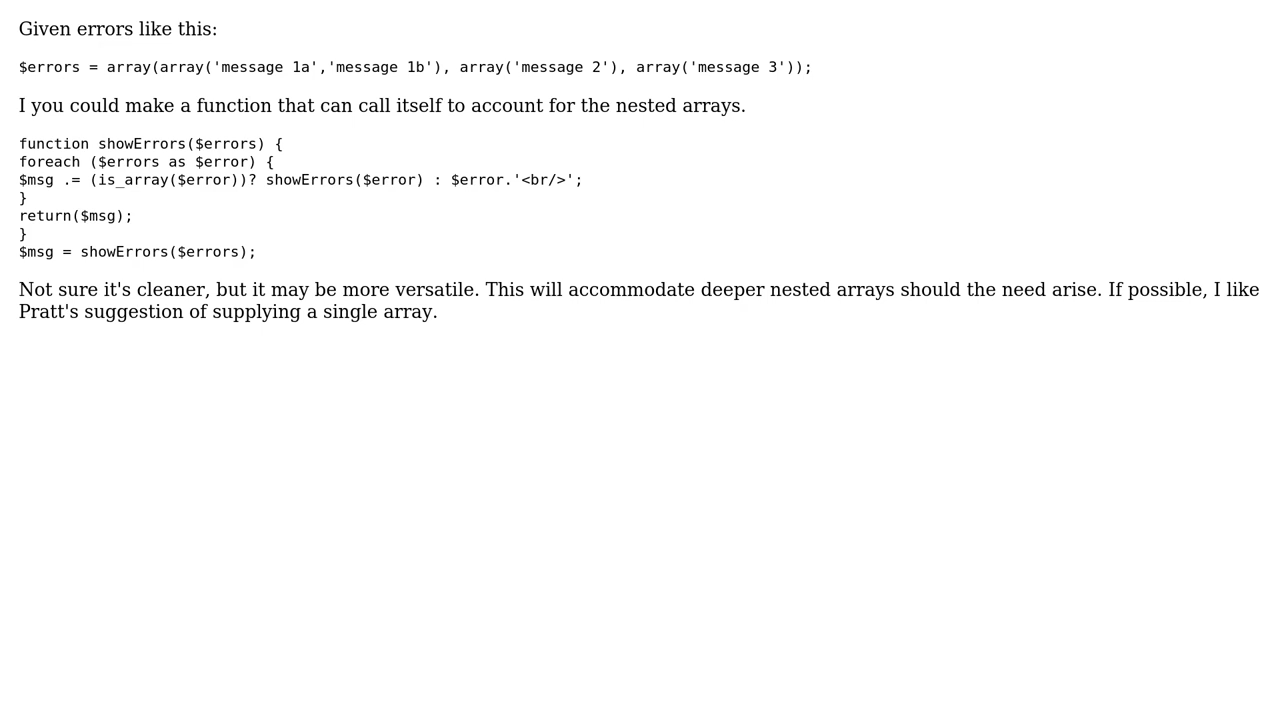 Given errors like this:
$errors = array(array('message 1a','message 1b'), array('message 2'), array('message 3'));
I you could make a function that can call itself to account for the nested arrays.
function showErrors($errors) {
foreach ($errors as $error) {
$msg .= (is_array($error))? showErrors($error) : $error.'<br/>';
}
return($msg);
}
$msg = showErrors($errors);
Not sure it's cleaner, but it may be more versatile. This will accommodate deeper nested arrays should the need arise. If possible, I like
Pratt's suggestion of supplying a single array.